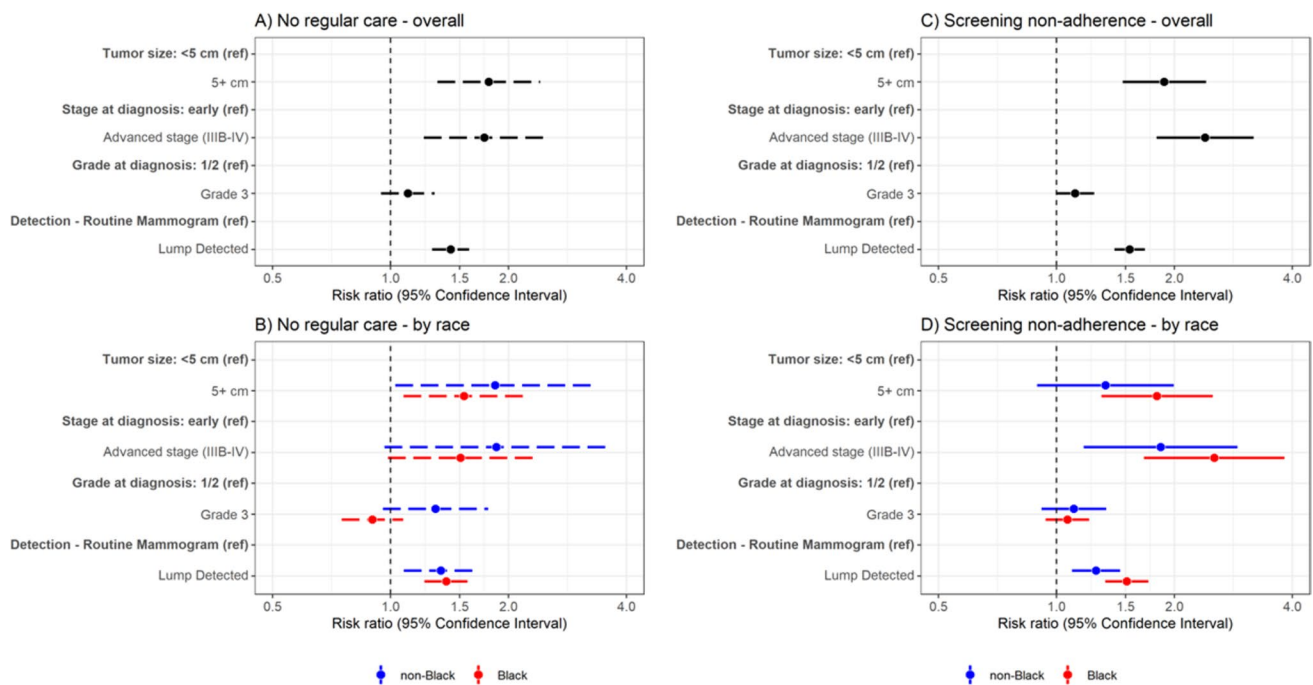 A) No regular care - overall
Tumor size: <5 cm (ref)
5+ cm
Stage at diagnosis: early (ref)
Advanced stage (IIIB-IV)
Grade at diagnosis: 1/2 (ref)
Grade 3
Detection - Routine Mammogram (ref)
Lump Detected
0.5 1.0 1.5 2.0 4.0
Risk ratio (95% Confidence Interval)
C) Screening non-adherence - overall
Tumor size: <5 cm (ref)
5+ cm
Stage at diagnosis: early (ref)
Advanced stage (IIIB-IV)
Grade at diagnosis: 1/2 (ref)
Grade 3
Detection - Routine Mammogram (ref)
Lump Detected
0.5 1.0 1.5 2.0 4.0
Risk ratio (95% Confidence Interval)
B) No regular care - by race
Tumor size: <5 cm (ref)
5+ cm
Stage at diagnosis: early (ref)
Advanced stage (IIIB-IV)
Grade at diagnosis: 1/2 (ref)
Grade 3
Detection - Routine Mammogram (ref)
Lump Detected
0.5 1.0 1.5 2.0 4.0
Risk ratio (95% Confidence Interval)
non-Black Black
D) Screening non-adherence - by race
Tumor size: <5 cm (ref)
5+ cm
Stage at diagnosis: early (ref)
Advanced stage (IIIB-IV)
Grade at diagnosis: 1/2 (ref)
Grade 3
Detection - Routine Mammogram (ref)
Lump Detected
0.5 1.0 1.5 2.0 4.0
Risk ratio (95% Confidence Interval)
non-Black Black